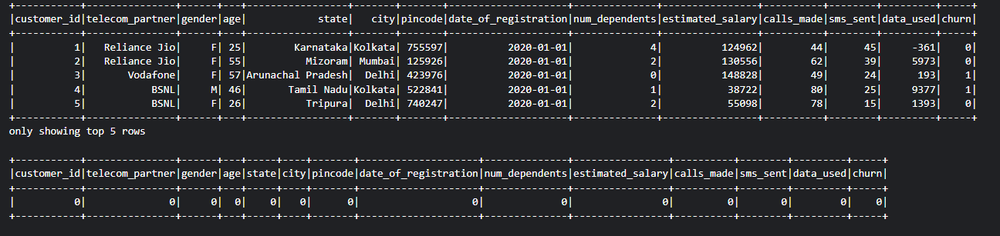 +-----------+---------------+------+---+-----------------+-------+-------+--------------------+--------------+----------------+----------+--------+---------+-----+
|customer_id|telecom_partner|gender|age|            state|   city|pincode|date_of_registration|num_dependents|estimated_salary|calls_made|sms_sent|data_used|churn|
+-----------+---------------+------+---+-----------------+-------+-------+--------------------+--------------+----------------+----------+--------+---------+-----+
|          1|   Reliance Jio|     F| 25|        Karnataka|Kolkata| 755597|          2020-01-01|             4|          124962|        44|      45|     -361|    0|
|          2|   Reliance Jio|     F| 55|          Mizoram| Mumbai| 125926|          2020-01-01|             2|          130556|        62|      39|     5973|    0|
|          3|       Vodafone|     F| 57|Arunachal Pradesh|  Delhi| 423976|          2020-01-01|             0|          148828|        49|      24|      193|    1|
|          4|           BSNL|     M| 46|       Tamil Nadu|Kolkata| 522841|          2020-01-01|             1|           38722|        80|      25|     9377|    1|
|          5|           BSNL|     F| 26|          Tripura|  Delhi| 740247|          2020-01-01|             2|           55098|        78|      15|     1393|    0|
+-----------+---------------+------+---+-----------------+-------+-------+--------------------+--------------+----------------+----------+--------+---------+-----+
only showing top 5 rows
+-----------+---------------+------+---+-----+----+-------+--------------------+--------------+----------------+----------+--------+---------+-----+
|customer_id|telecom_partner|gender|age|state|city|pincode|date_of_registration|num_dependents|estimated_salary|calls_made|sms_sent|data_used|churn|
+-----------+---------------+------+---+-----+----+-------+--------------------+--------------+----------------+----------+--------+---------+-----+
|          0|              0|     0|  0|    0|   0|      0|                   0|             0|               0|         0|       0|        0|    0|
+-----------+---------------+------+---+-----+----+-------+--------------------+--------------+----------------+----------+--------+---------+-----+